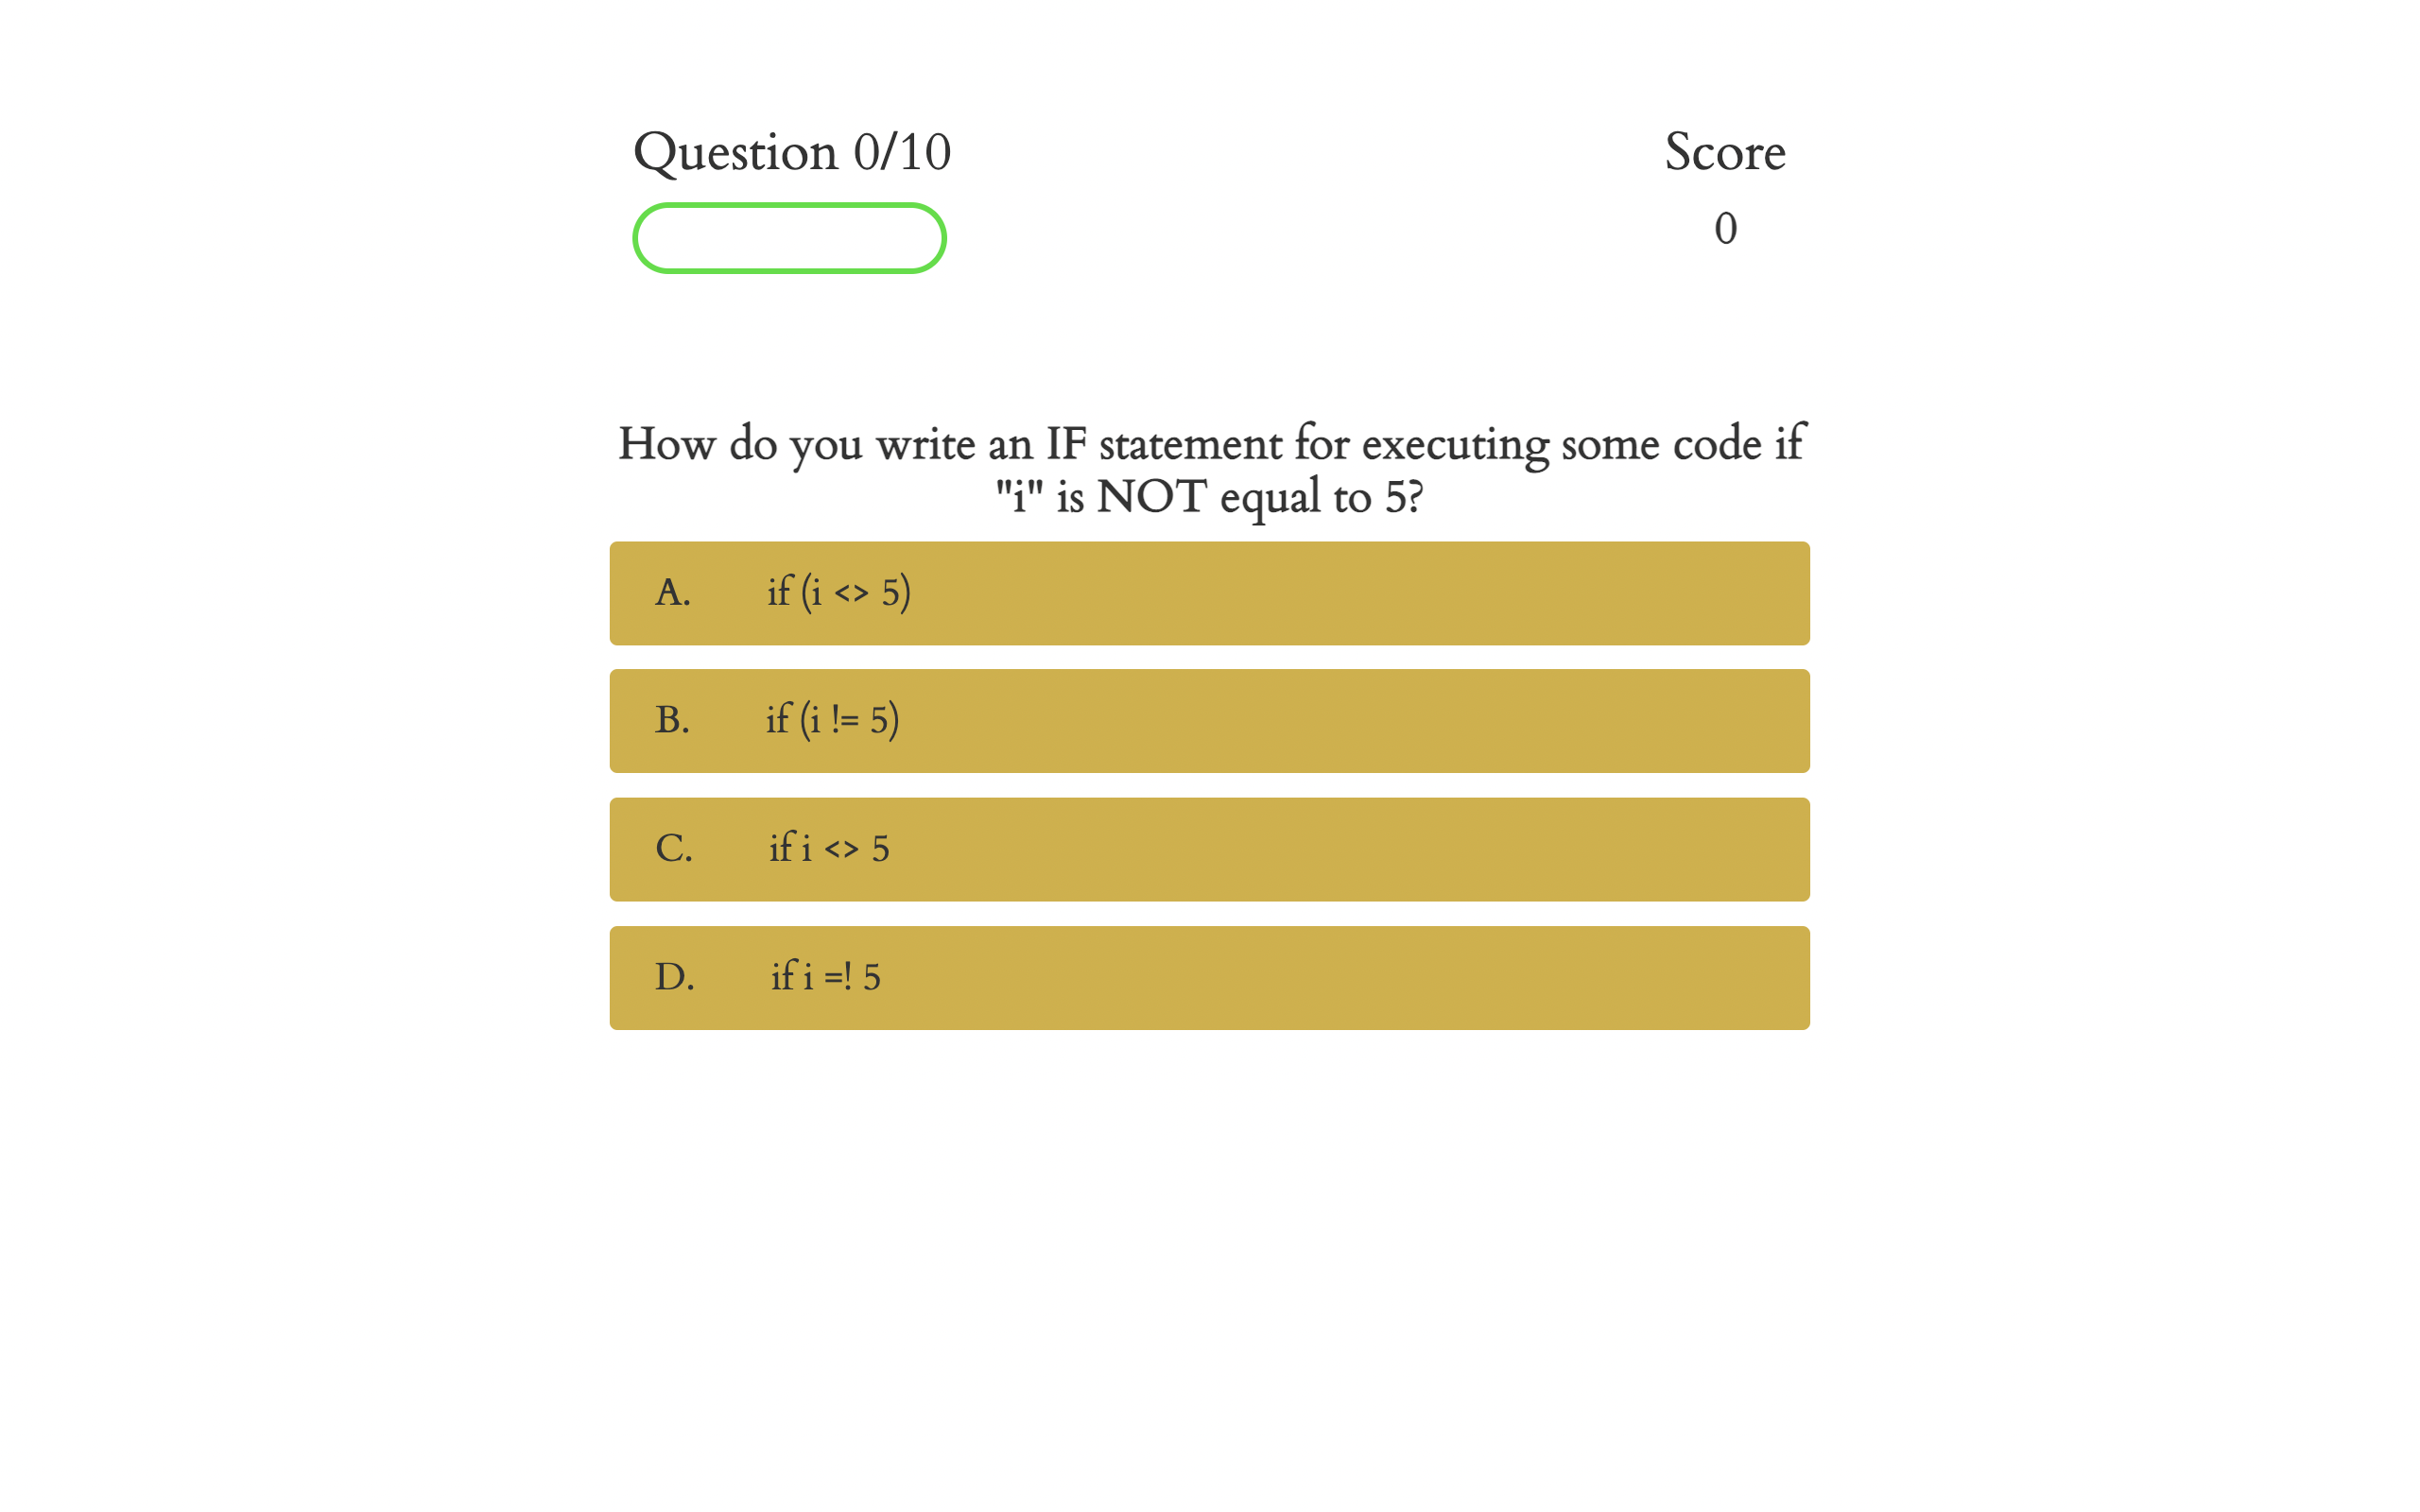 Question 0/10
Score
0
How do you write an IF statement for executing some code if
"i" is NOT equal to 5?
A. if (i <> 5)
B. if (i != 5)
C. if i <> 5
D. if i =! 5